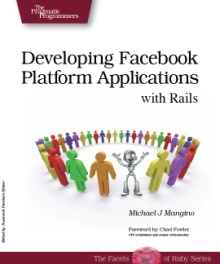 The
Pragmatic
Programmers
Developing Facebook
Platform Applications
with Rails
Michael J Mangino
Foreword by Chad Fowler
The Facets of Ruby Series